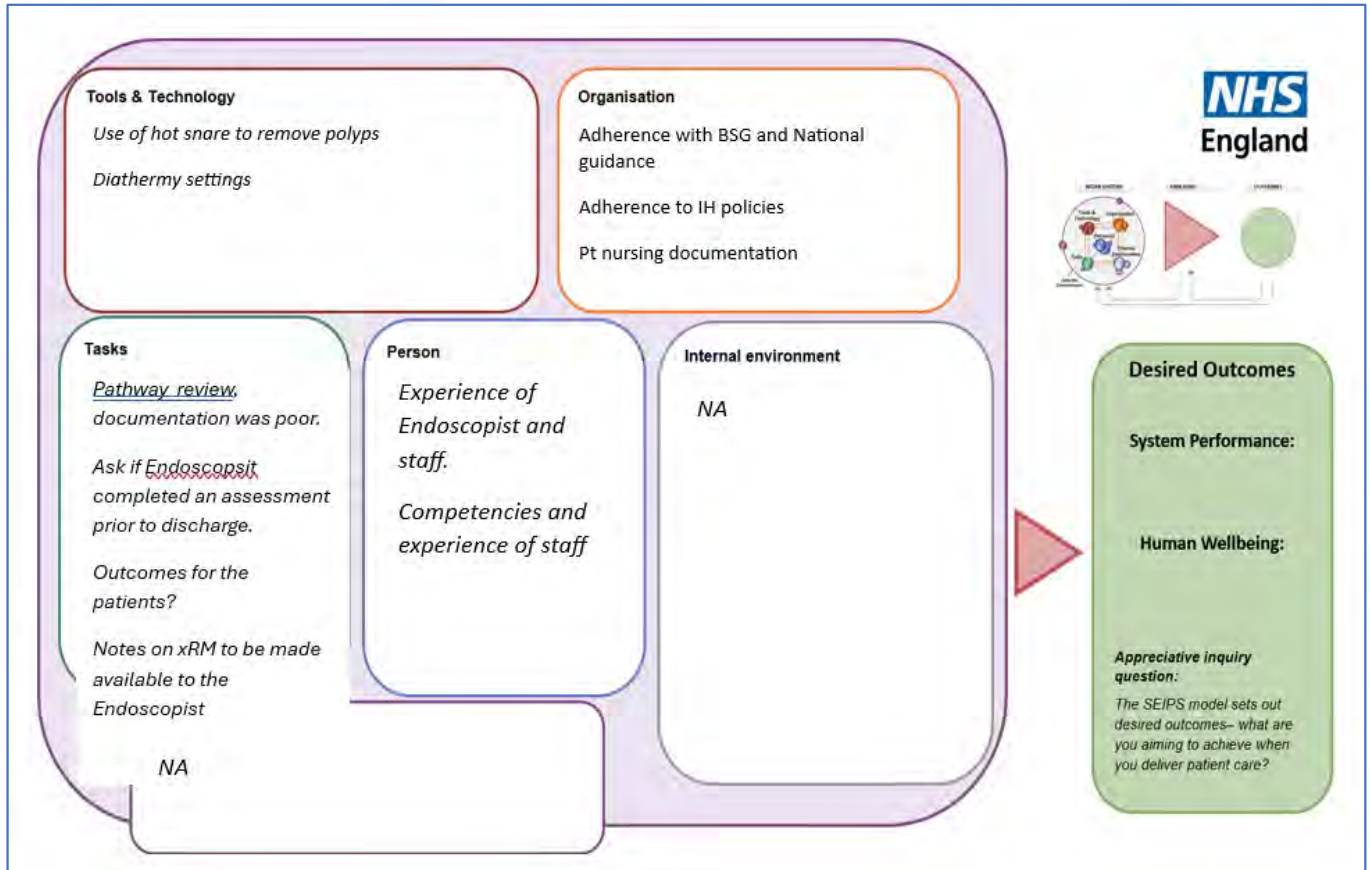 Tools & Technology
Use of hot snare to remove polyps
Diathermy settings
Organisation
Adherence with BSG and National
guidance
Adherence to IH policies
Pt nursing documentation
NHS
England
Tasks
Pathway review,
documentation was poor.
Ask if Endoscopsit
completed an assessment
prior to discharge.
Outcomes for the
patients?
Notes on xRM to be made
available to the
Endoscopist
NA
Person
Experience of
Endoscopist and
staff.
Competencies and
experience of staff
Internal environment
NA
Desired Outcomes
System Performance:
Human Wellbeing:
Appreciative inquiry
question:
The SEIPS model sets out
desired outcomes– what are
you aiming to achieve when
you deliver patient care?